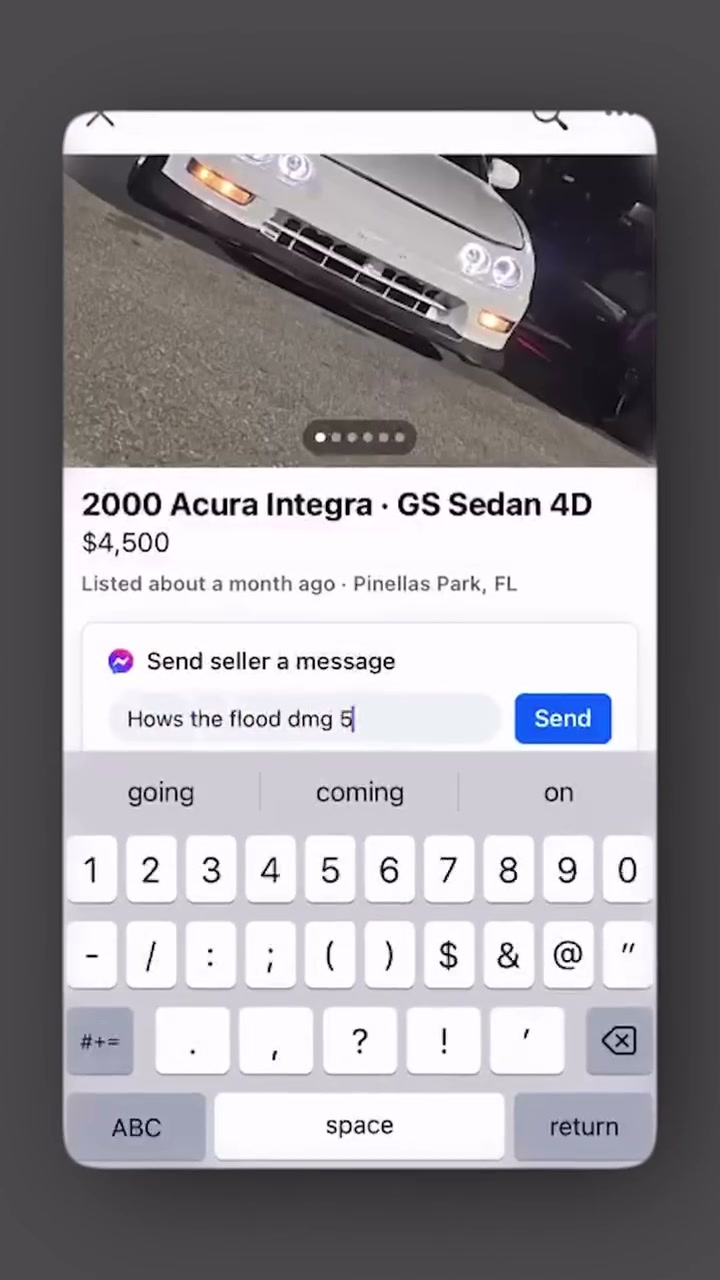 2000 Acura Integra · GS Sedan 4D
$4,500
Listed about a month ago · Pinellas Park, FL
Send seller a message
Hows the flood dmg 5
Send
going coming on
1 2 3 4 5 6 7 8 9 0
- / : ; ( ) $ & @ "
#+= . , ? ! '
ABC space return